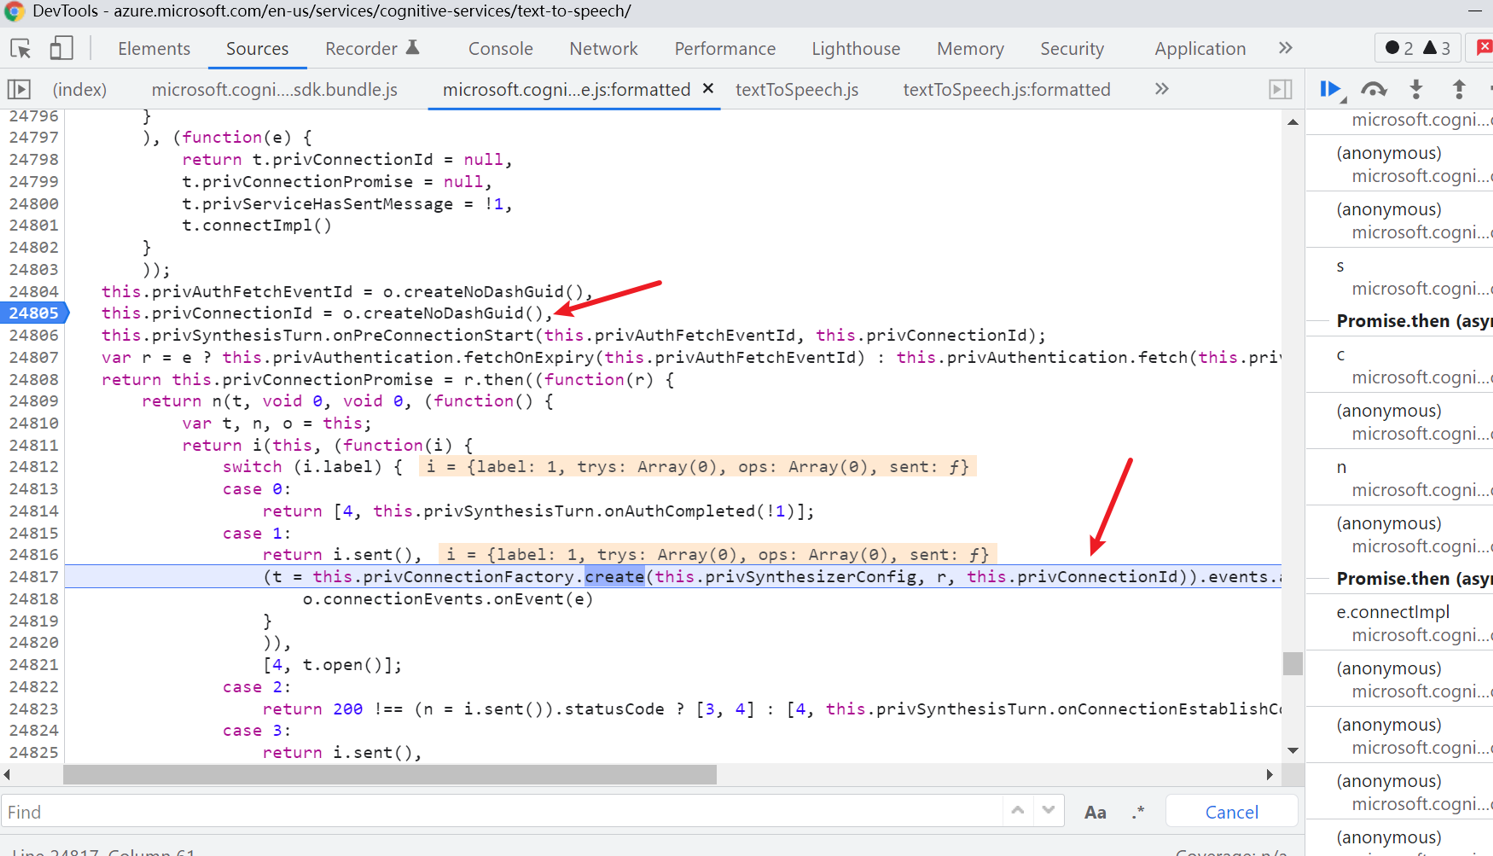 DevTools - azure.microsoft.com/en-us/services/cognitive-services/text-to-speech/
Elements Sources Recorder Console Network Performance Lighthouse Memory Security Application » 2 3
(index) microsoft.cogni....sdk.bundle.js microsoft.cogni...e.js:formatted × textToSpeech.js textToSpeech.js:formatted »
24796 }
24797 ), (function(e) {
24798 return t.privConnectionId = null,
24799 t.privConnectionPromise = null,
24800 t.privServiceHasSentMessage = !1,
24801 t.connectImpl()
24802 }
24803 ));
24804 this.privAuthFetchEventId = o.createNoDashGuid(),
24805 this.privConnectionId = o.createNoDashGuid(),
24806 this.privSynthesisTurn.onPreConnectionStart(this.privAuthFetchEventId, this.privConnectionId);
24807 var r = e ? this.privAuthentication.fetchOnExpiry(this.privAuthFetchEventId) : this.privAuthentication.fetch(this.priv
24808 return this.privConnectionPromise = r.then((function(r) {
24809 return n(t, void 0, void 0, (function() {
24810 var t, n, o = this;
24811 return i(this, (function(i) {
24812 switch (i.label) { i = {label: 1, trys: Array(0), ops: Array(0), sent: ƒ}
24813 case 0:
24814 return [4, this.privSynthesisTurn.onAuthCompleted(!1)];
24815 case 1:
24816 return i.sent(), i = {label: 1, trys: Array(0), ops: Array(0), sent: ƒ}
24817 (t = this.privConnectionFactory.create(this.privSynthesizerConfig, r, this.privConnectionId)).events.a
24818 o.connectionEvents.onEvent(e)
24819 }
24820 )),
24821 [4, t.open()];
24822 case 2:
24823 return 200 !== (n = i.sent()).statusCode ? [3, 4] : [4, this.privSynthesisTurn.onConnectionEstablishCo
24824 case 3:
24825 return i.sent(),
microsoft.cogni...
(anonymous)
microsoft.cogni...
(anonymous)
microsoft.cogni...
s
microsoft.cogni...
Promise.then (asyn
c
microsoft.cogni...
(anonymous)
microsoft.cogni...
n
microsoft.cogni...
(anonymous)
microsoft.cogni...
Promise.then (asyn
e.connectImpl
microsoft.cogni...
(anonymous)
microsoft.cogni...
(anonymous)
microsoft.cogni...
(anonymous)
microsoft.cogni...
(anonymous)
Find Aa .* Cancel
Line 24817, Column 61 Coverage: n/a